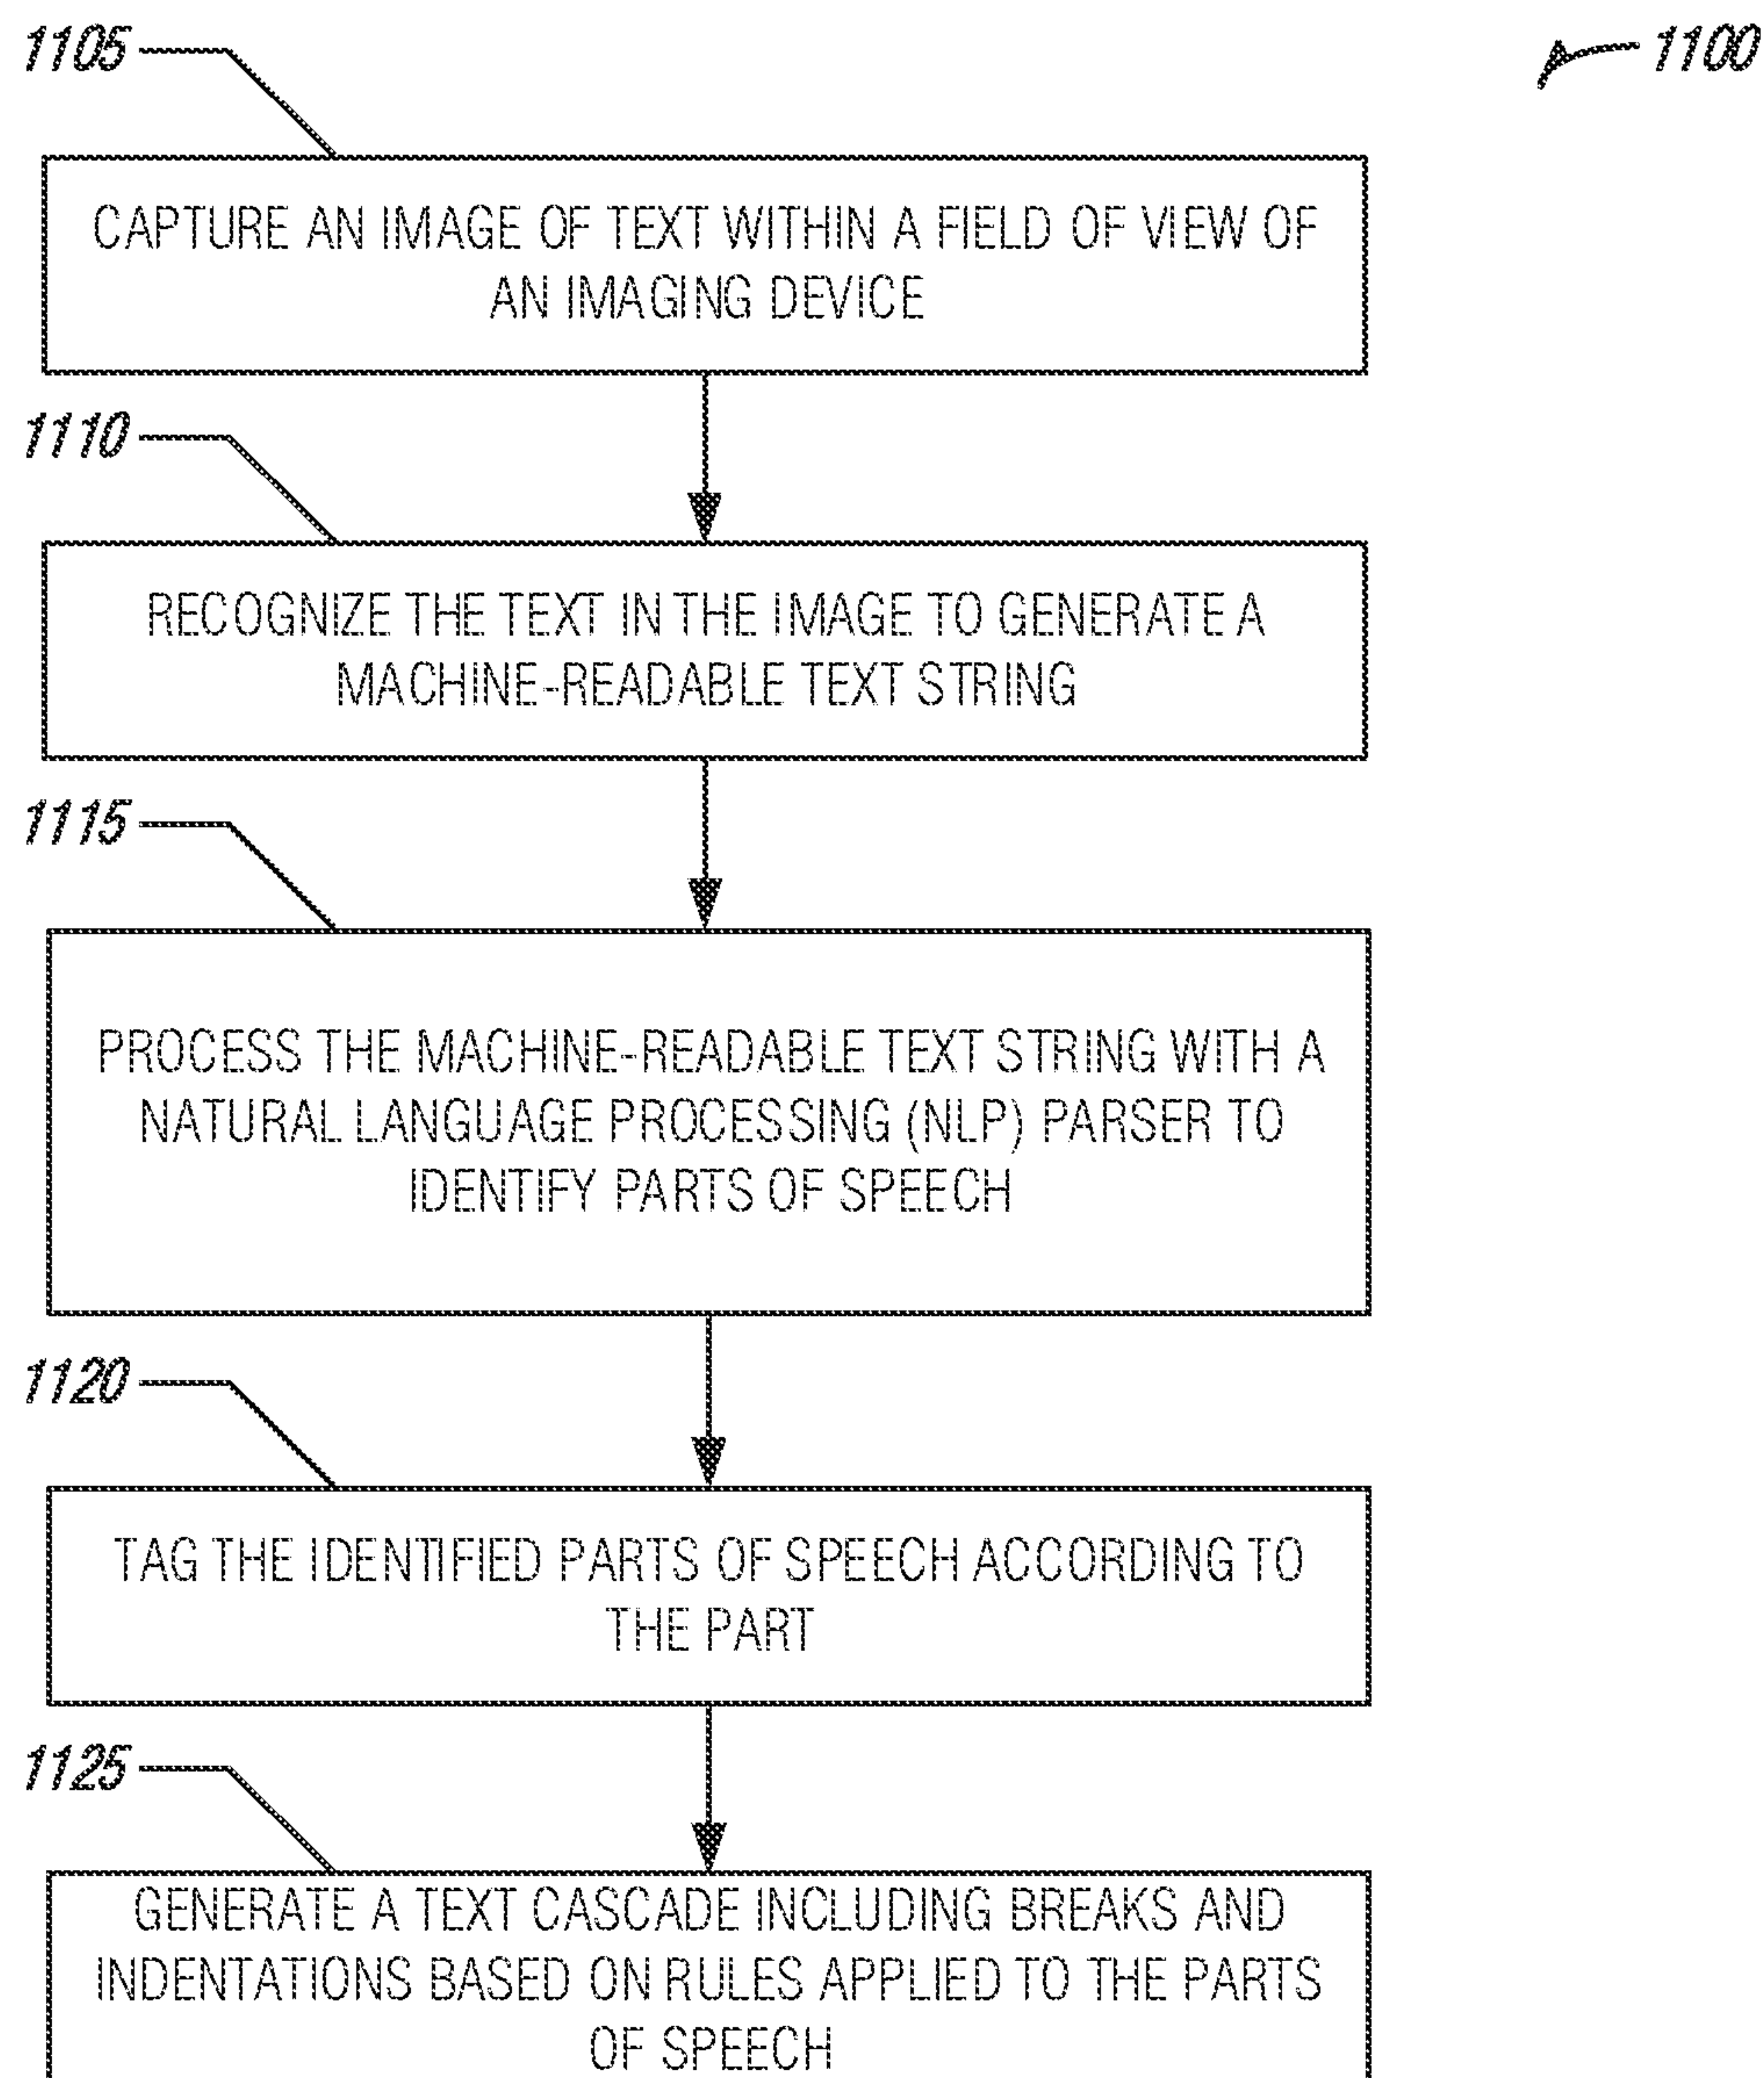 1105
1100
CAPTURE AN IMAGE OF TEXT WITHIN A FIELD OF VIEW OF
AN IMAGING DEVICE
1110
RECOGNIZE THE TEXT IN THE IMAGE TO GENERATE A
MACHINE-READABLE TEXT STRING
1115
PROCESS THE MACHINE-READABLE TEXT STRING WITH A
NATURAL LANGUAGE PROCESSING (NLP) PARSER TO
IDENTIFY PARTS OF SPEECH
1120
TAG THE IDENTIFIED PARTS OF SPEECH ACCORDING TO
THE PART
1125
GENERATE A TEXT CASCADE INCLUDING BREAKS AND
INDENTATIONS BASED ON RULES APPLIED TO THE PARTS
OF SPEECH